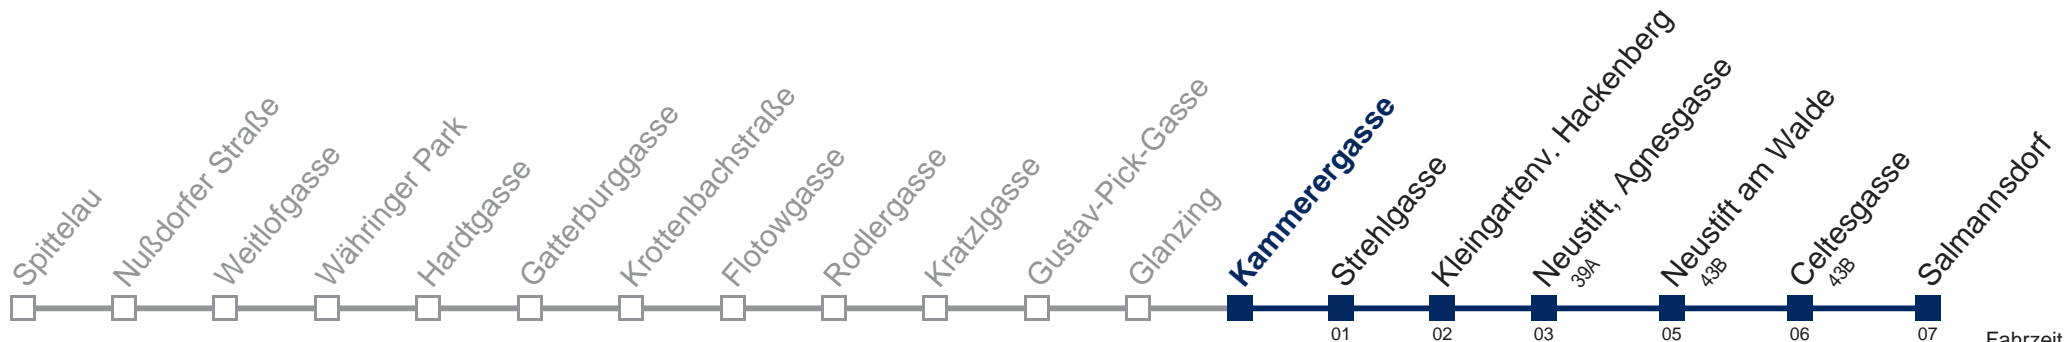 Spittelau
Nußdorfer Straße
Weitlofgasse
Währinger Park
Hardtgasse
Gatterburggasse
Krottenbachstraße
Flotowgasse
Rodlergasse
Kratzlgasse
Gustav-Pick-Gasse
Glanzing
Kammerergasse
Strehlgasse
Kleingartenv. Hackenberg
Neustift, Agnesgasse
39A
Neustift am Walde
43B
Celtesgasse
43B
Salmannsdorf
01 02 03 05 06 07
Fahrzeit